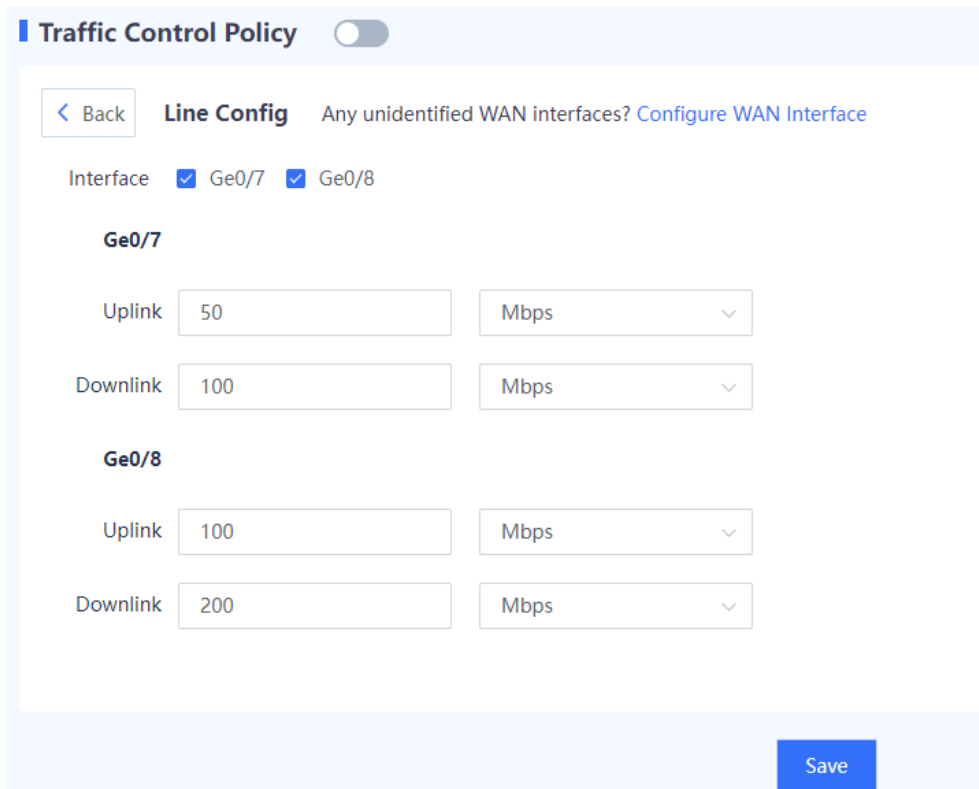 Traffic Control Policy
Back Line Config Any unidentified WAN interfaces? Configure WAN Interface
Interface Ge0/7 Ge0/8
Ge0/7
Uplink 50 Mbps
Downlink 100 Mbps
Ge0/8
Uplink 100 Mbps
Downlink 200 Mbps
Save